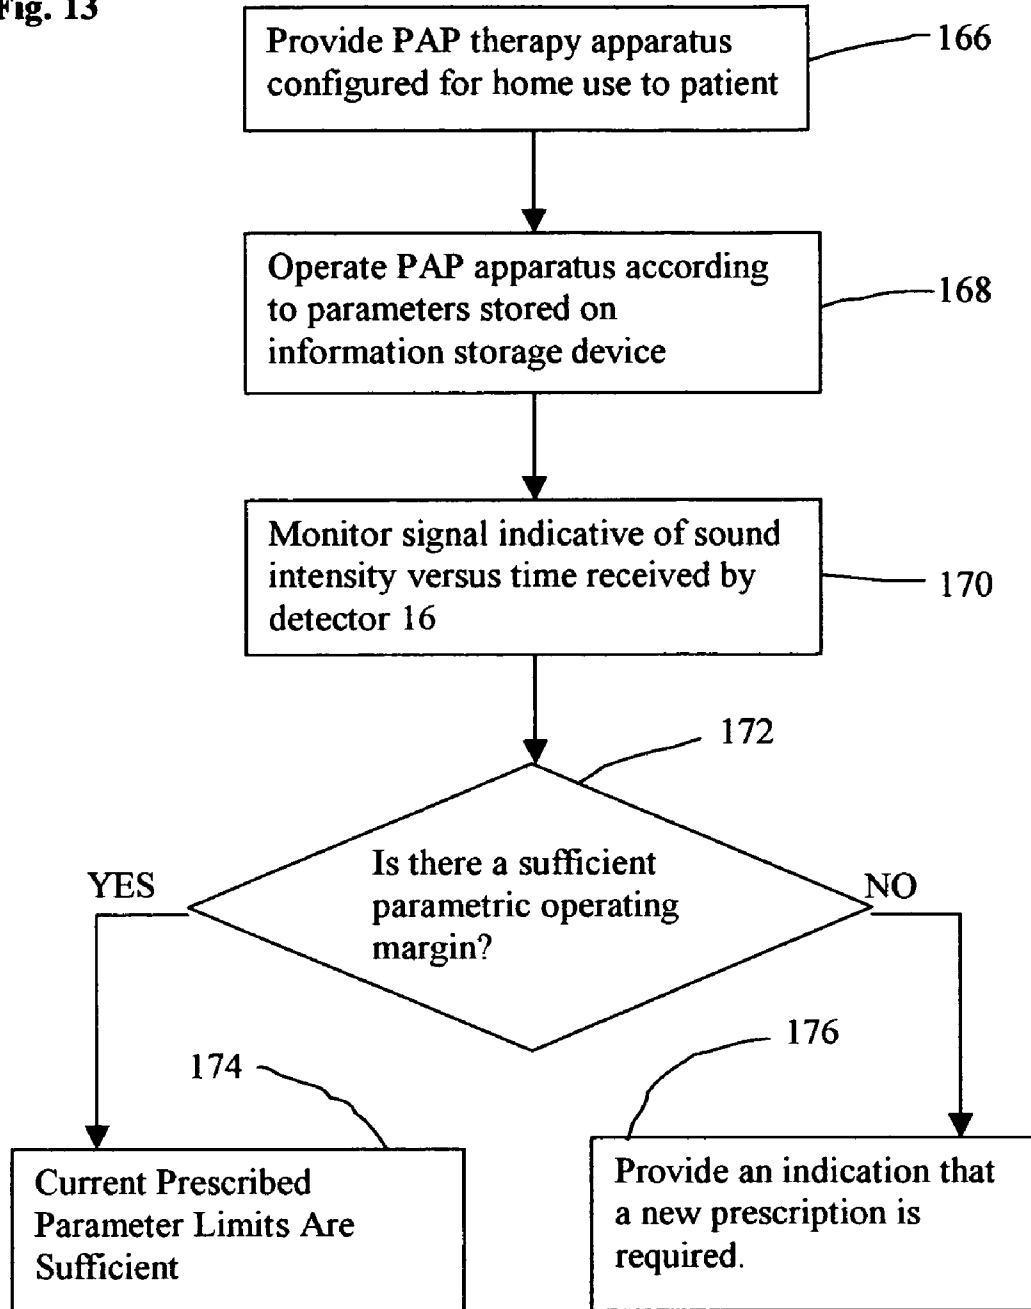 Fig. 13
Provide PAP therapy apparatus
configured for home use to patient
166
Operate PAP apparatus according
to parameters stored on
information storage device
168
Monitor signal indicative of sound
intensity versus time received by
detector 16
170
172
Is there a sufficient
parametric operating
margin?
YES
NO
174
176
Current Prescribed
Parameter Limits Are
Sufficient
Provide an indication that
a new prescription is
required.